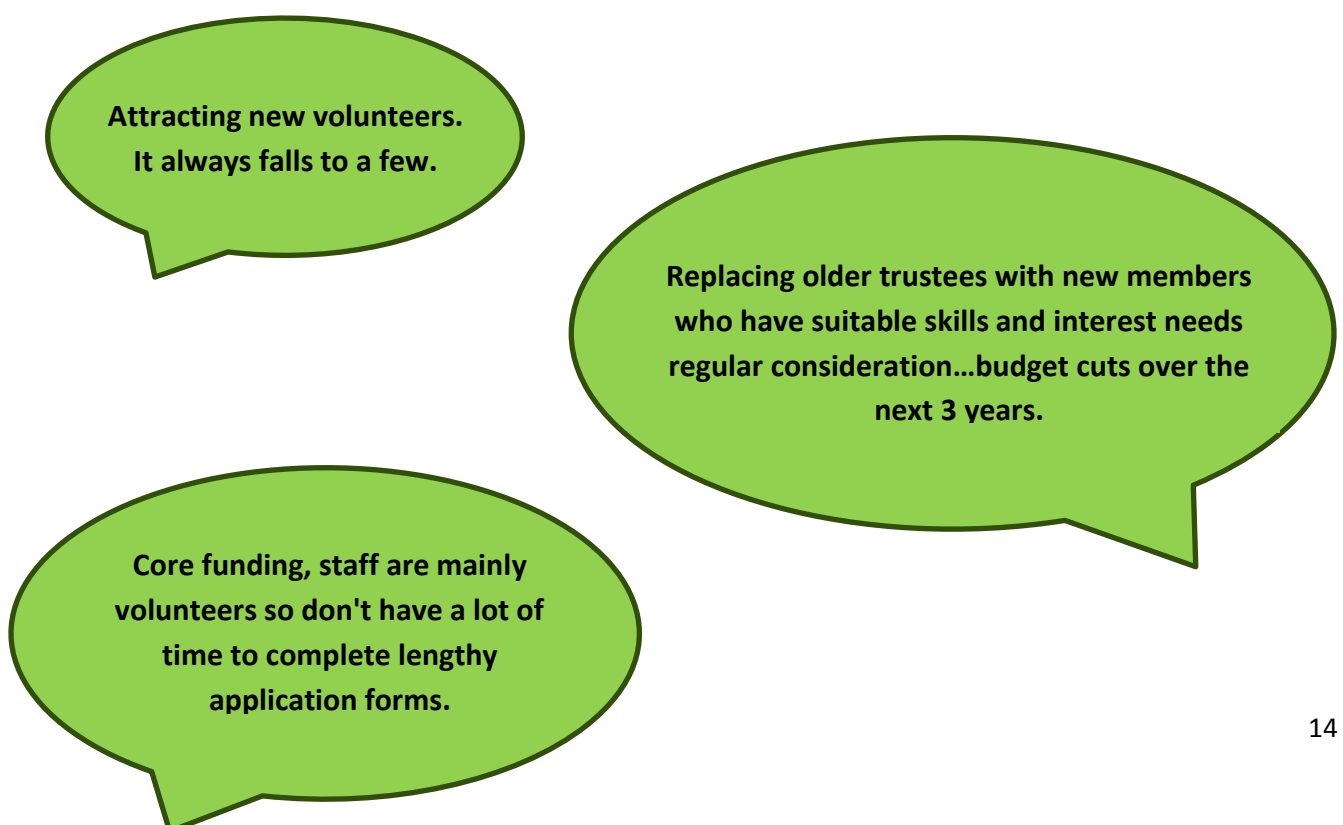 Attracting new volunteers.
It always falls to a few.
Replacing older trustees with new members
who have suitable skills and interest needs
regular consideration…budget cuts over the
next 3 years.
Core funding, staff are mainly
volunteers so don't have a lot of
time to complete lengthy
application forms.
14